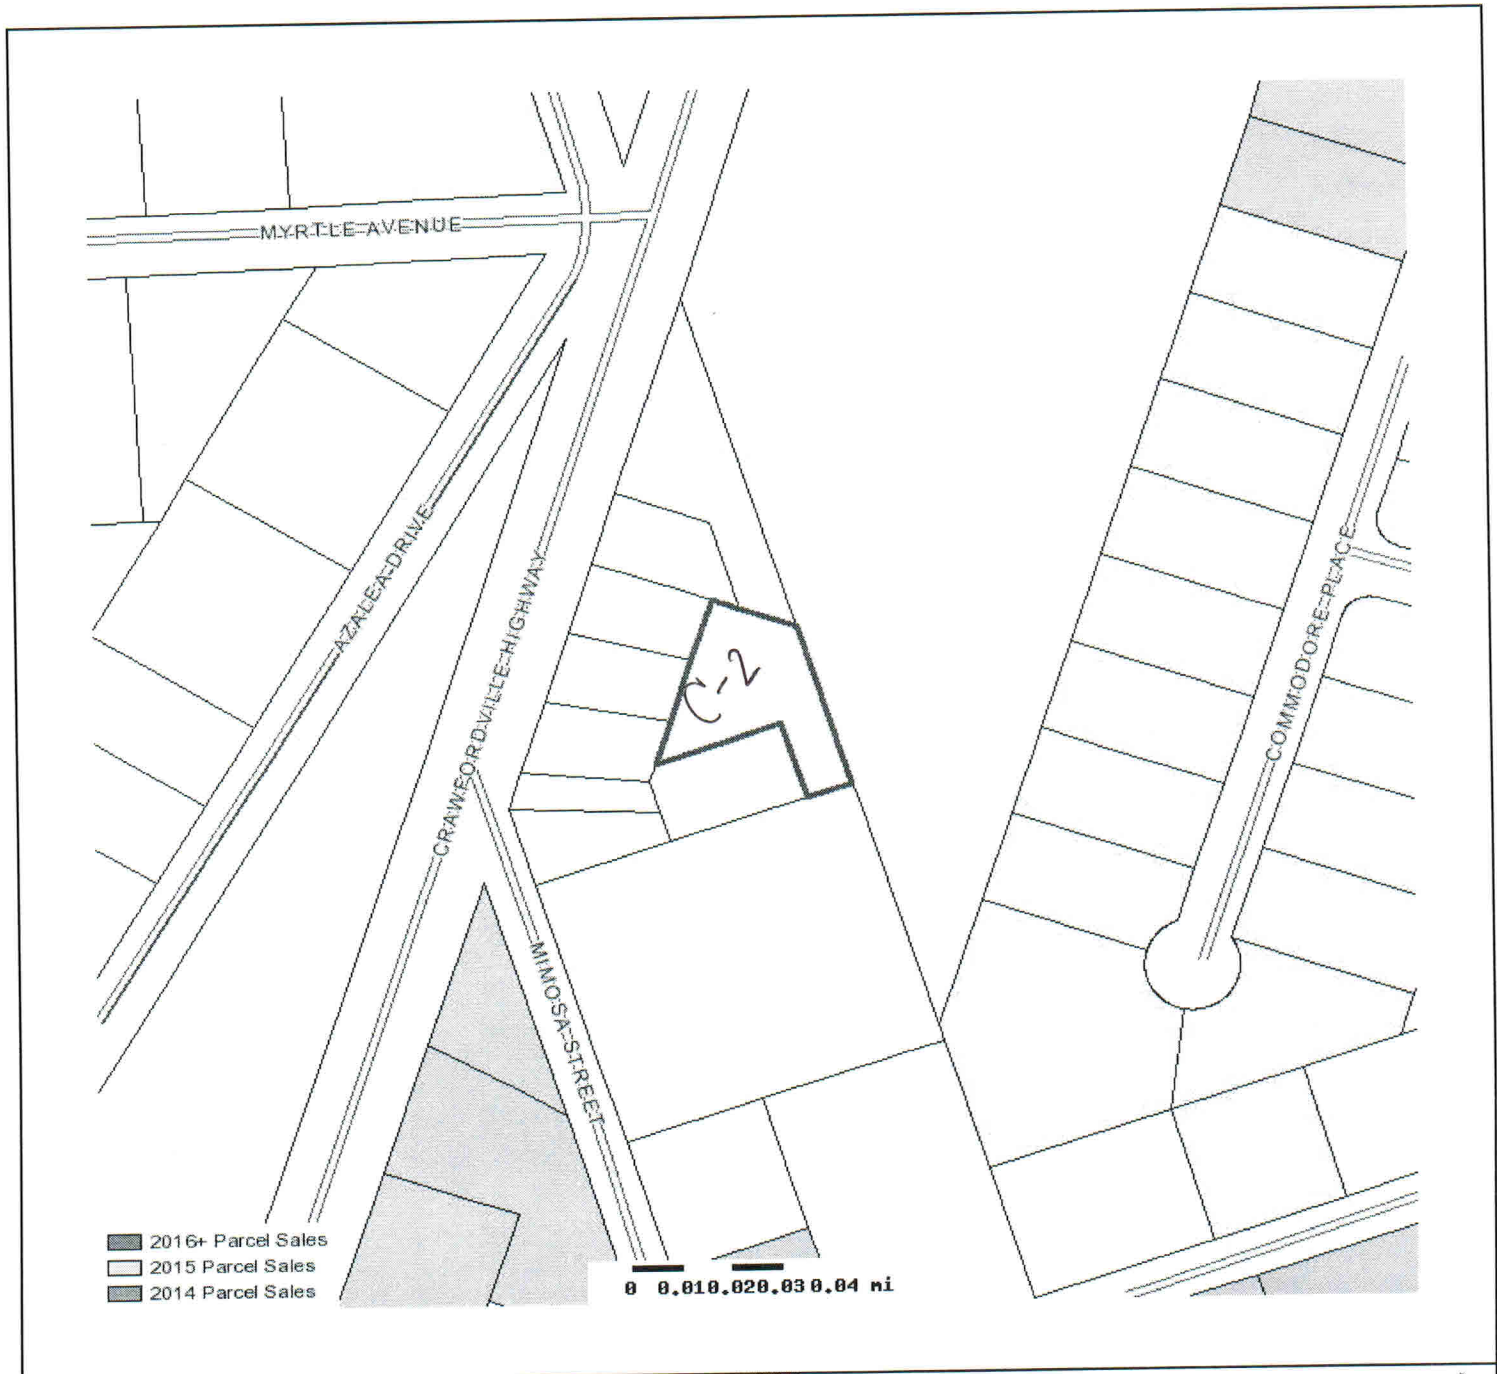 MYRTLE AVENUE
AZALEA DRIVE
CRAWFORDVILLE HIGHWAY
C-2
COMMODORE PLACE
MIMOSA STREET
2016+ Parcel Sales
2015 Parcel Sales
2014 Parcel Sales
0 0.01 0.02 0.03 0.04 mi